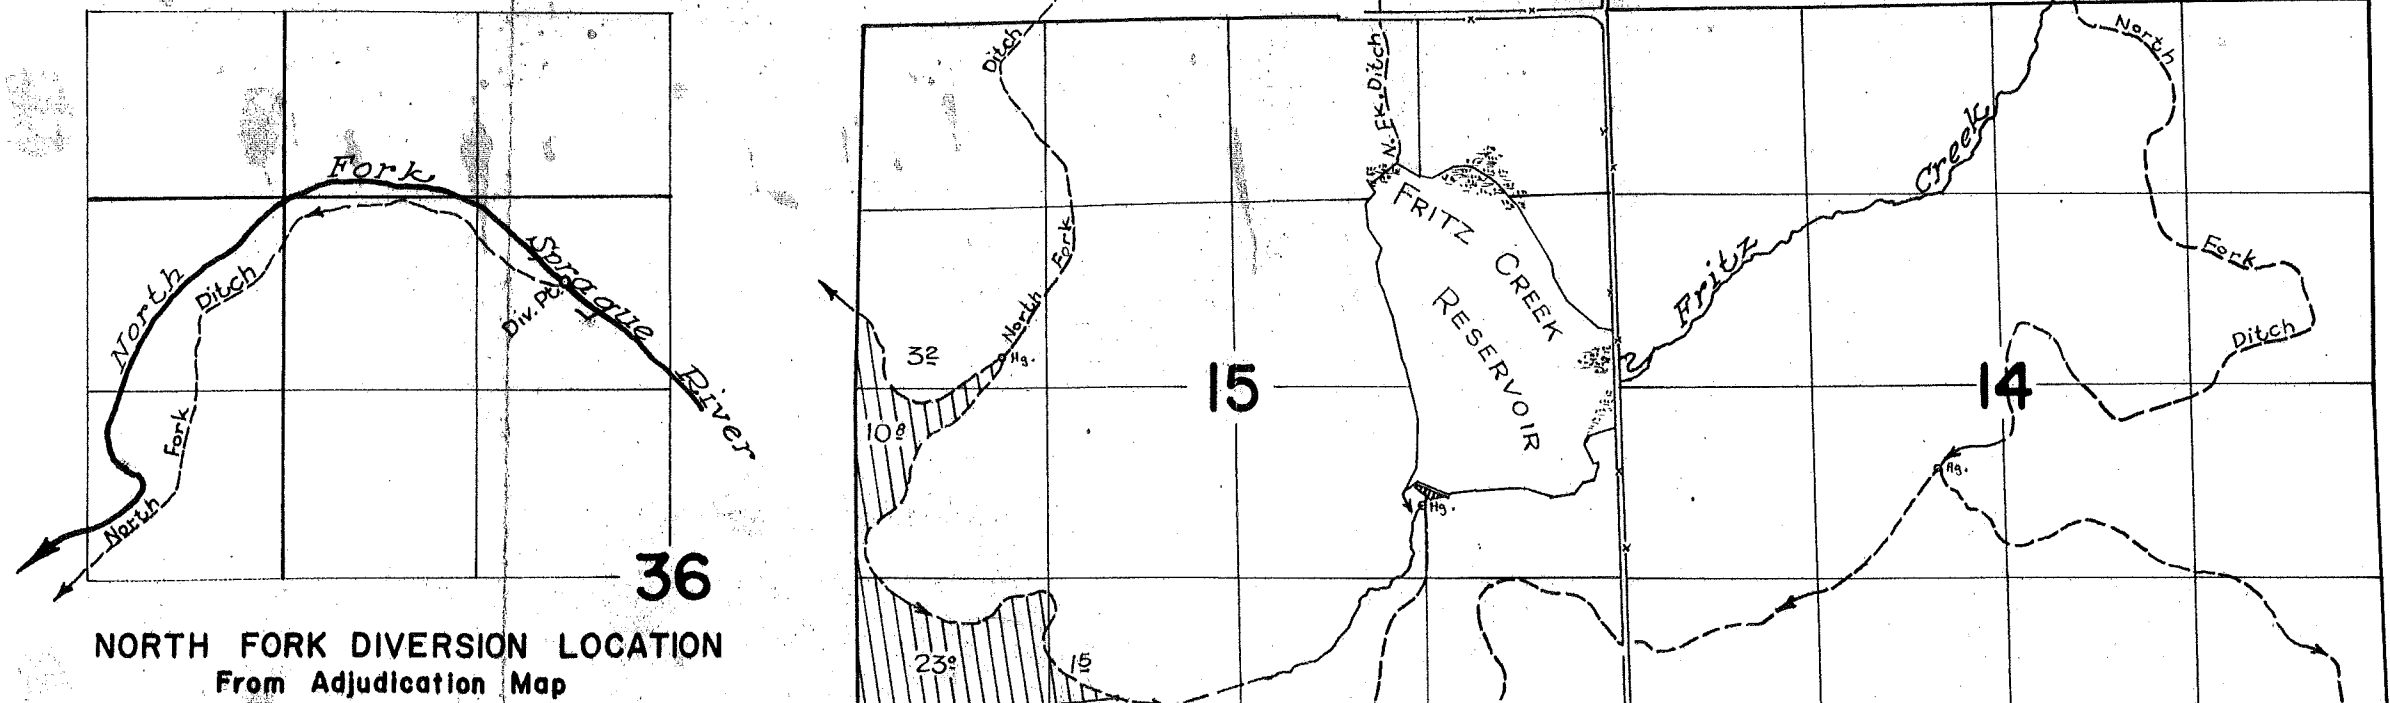 North
Fork
Sprague
River
Div. Pt.
Ditch
Fork
North
36
NORTH FORK DIVERSION LOCATION
From Adjudication Map
Ditch
Fork
North
Hg.
3 2
10 8
23 0
1 5
15
N. Fk. Ditch
FRITZ CREEK
RESERVOIR
Hg.
Fritz
Creek
North
Fork
Ditch
14
Hg.